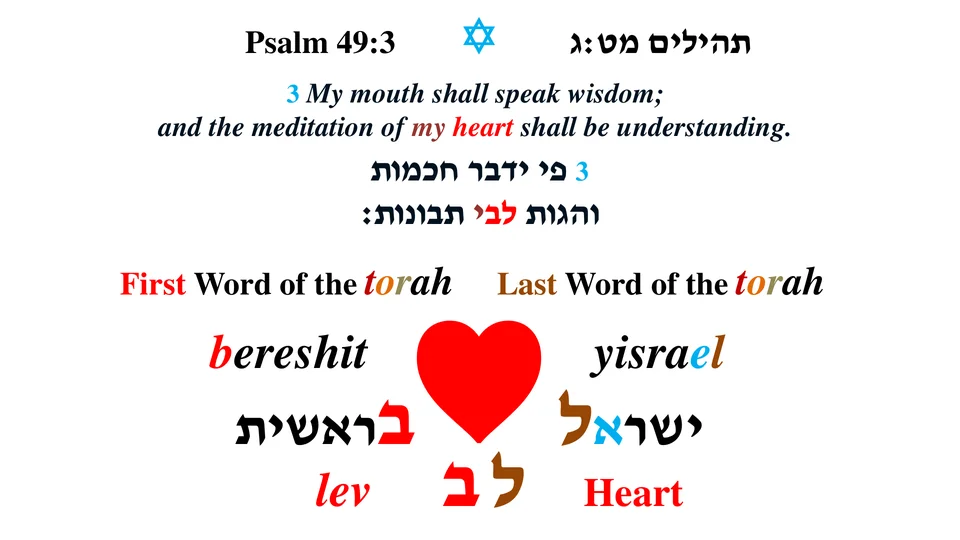 Psalm 49:3 תהילים מט:ג
3 My mouth shall speak wisdom;
and the meditation of my heart shall be understanding.
3 פי ידבר חכמות
והגות לבי תבונות:
First Word of the torah Last Word of the torah
bereshit yisrael
בראשית ישראל
lev לב Heart